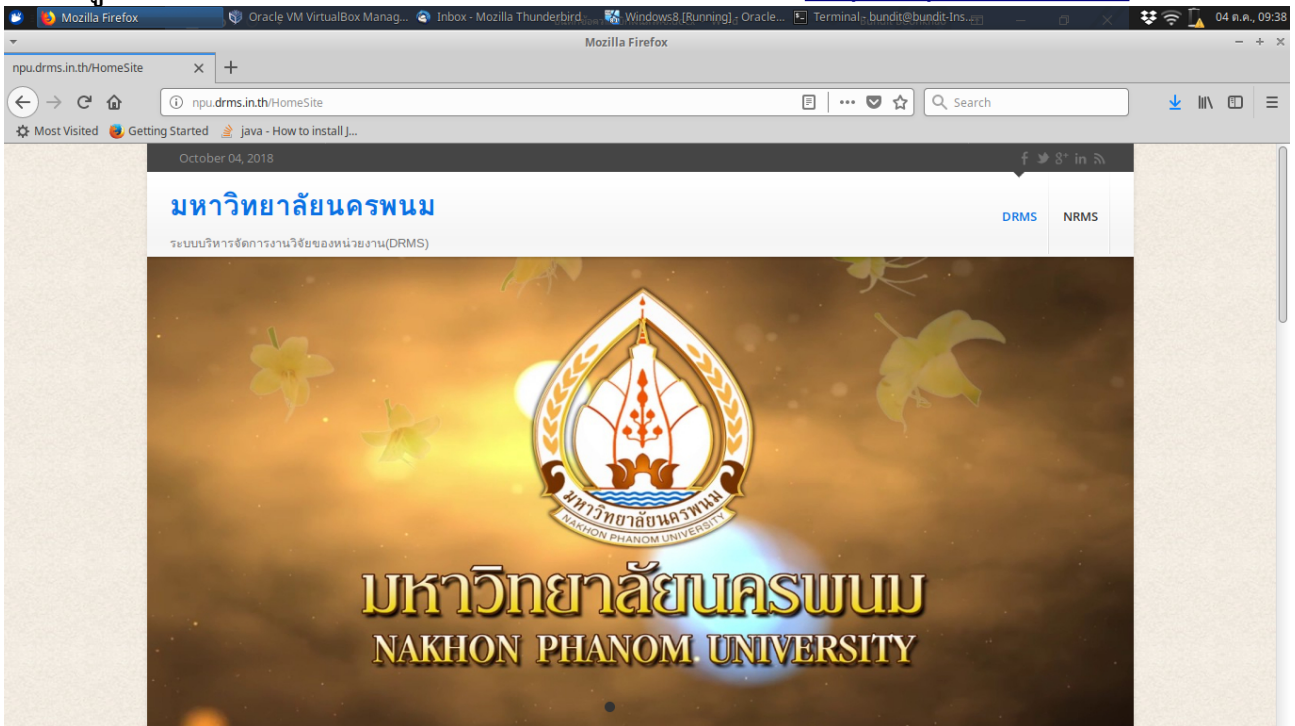 Mozilla Firefox
Oracle VM VirtualBox Manag...
Inbox - Mozilla Thunderbird
Windows8 [Running] - Oracle...
Terminal - bundit@bundit-Ins...
04 ต.ค., 09:38
Mozilla Firefox
npu.drms.in.th/HomeSite
npu.drms.in.th/HomeSite
Search
Most Visited Getting Started java - How to install J...
October 04, 2018
มหาวิทยาลัยนครพนม
DRMS NRMS
ระบบบริหารจัดการงานวิจัยของหน่วยงาน(DRMS)
มหาวิทยาลัยนครพนม
NAKHON PHANOM UNIVERSITY
มหาวิทยาลัยนครพนม
NAKHON PHANOM UNIVERSITY